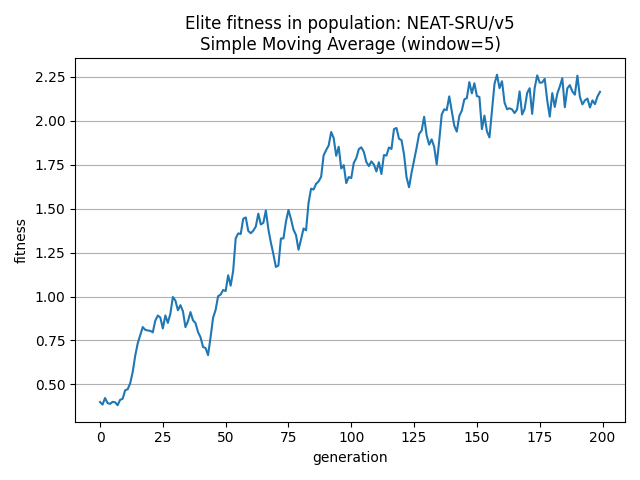 Elite fitness in population: NEAT-SRU/v5
Simple Moving Average (window=5)
fitness
2.25
2.00
1.75
1.50
1.25
1.00
0.75
0.50
0 25 50 75 100 125 150 175 200
generation